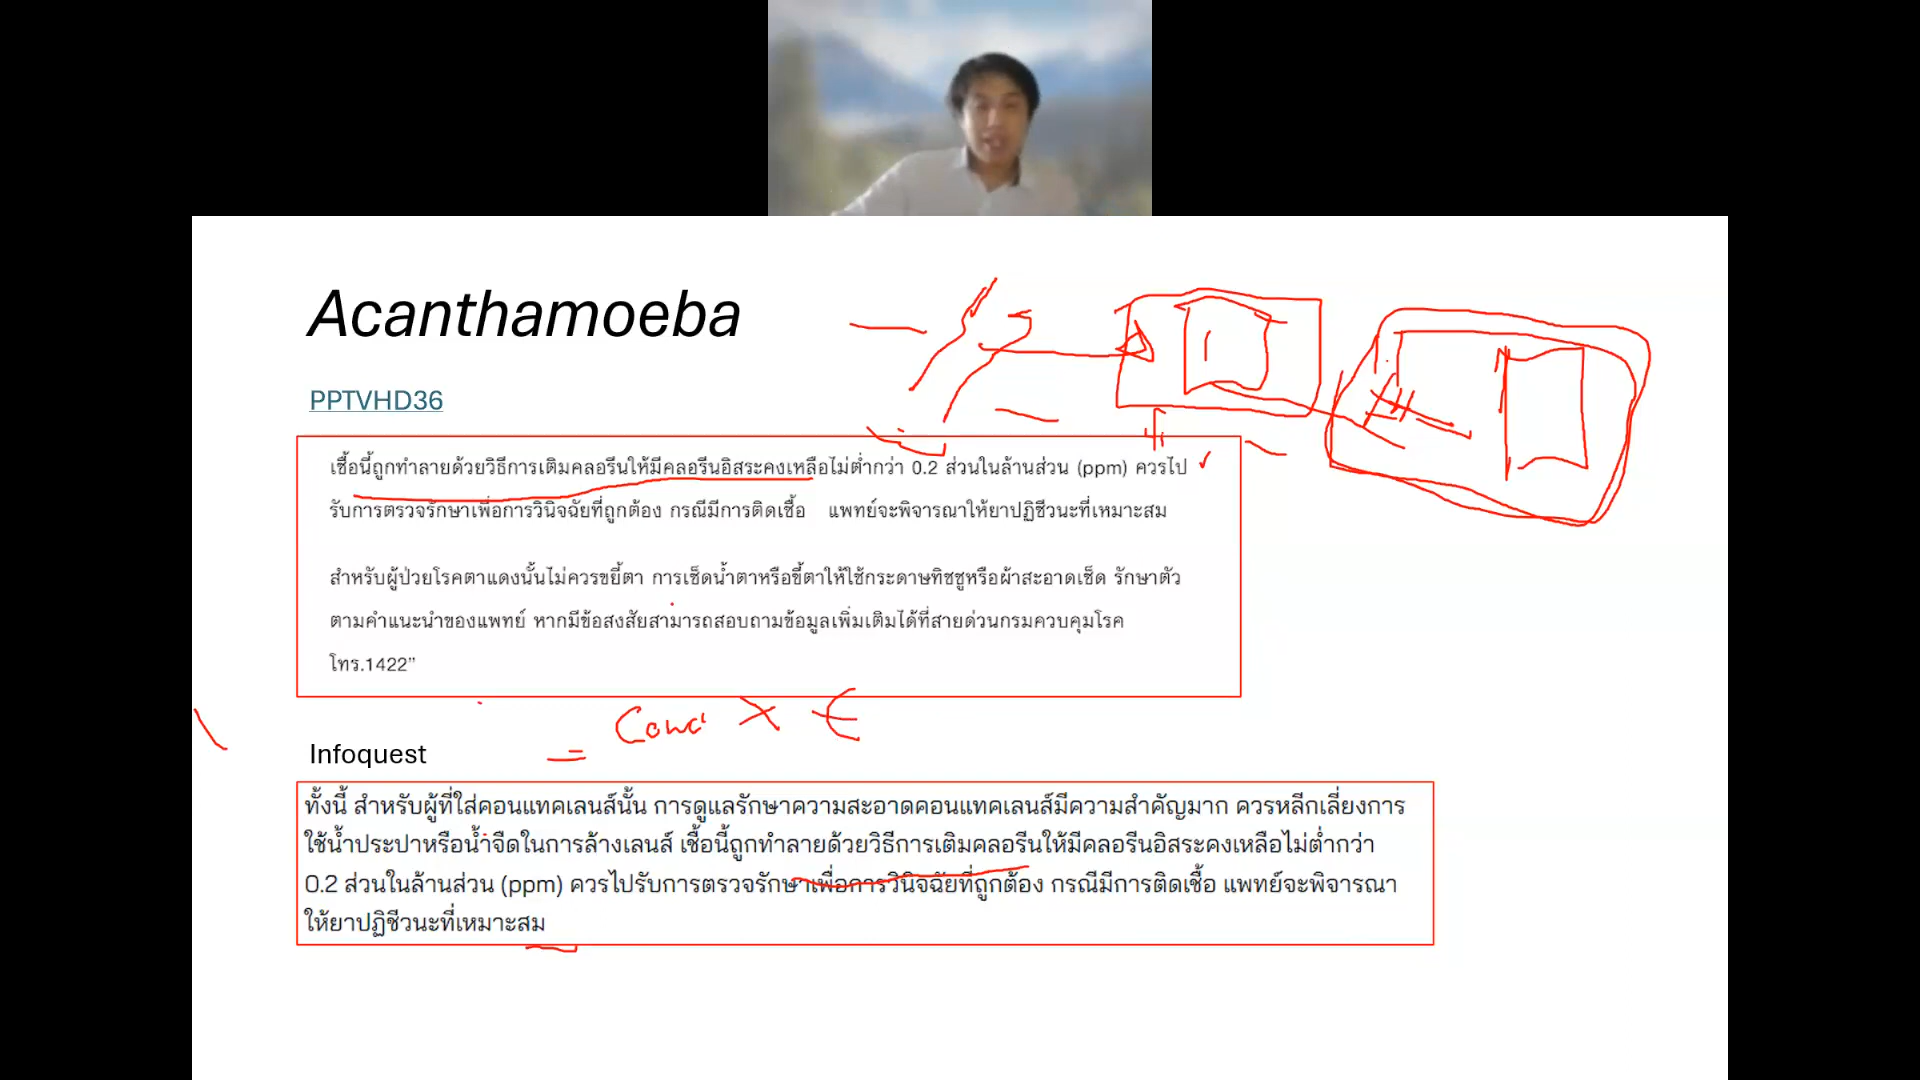 Acanthamoeba
PPTVHD36
เชื้อนี้ถูกทำลายด้วยวิธีการเติมคลอรีนให้มีคลอรีนอิสระคงเหลือไม่ต่ำกว่า 0.2 ส่วนในล้านส่วน (ppm) ควรไป
รับการตรวจรักษาเพื่อการวินิจฉัยที่ถูกต้อง กรณีมีการติดเชื้อ แพทย์จะพิจารณาให้ยาปฏิชีวนะที่เหมาะสม
สำหรับผู้ป่วยโรคตาแดงนั้นไม่ควรขยี้ตา การเช็ดน้ำตาหรือขี้ตาให้ใช้กระดาษทิชชูหรือผ้าสะอาดเช็ด รักษาตัว
ตามคำแนะนำของแพทย์ หากมีข้อสงสัยสามารถสอบถามข้อมูลเพิ่มเติมได้ที่สายด่วนกรมควบคุมโรค
โทร.1422”
= Conc × t
Infoquest
ทั้งนี้ สำหรับผู้ที่ใส่คอนแทคเลนส์นั้น การดูแลรักษาความสะอาดคอนแทคเลนส์มีความสำคัญมาก ควรหลีกเลี่ยงการ
ใช้น้ำประปาหรือน้ำจืดในการล้างเลนส์ เชื้อนี้ถูกทำลายด้วยวิธีการเติมคลอรีนให้มีคลอรีนอิสระคงเหลือไม่ต่ำกว่า
0.2 ส่วนในล้านส่วน (ppm) ควรไปรับการตรวจรักษาเพื่อการวินิจฉัยที่ถูกต้อง กรณีมีการติดเชื้อ แพทย์จะพิจารณา
ให้ยาปฏิชีวนะที่เหมาะสม